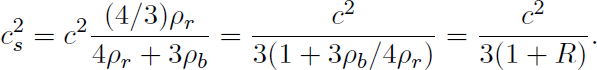 $c_s^2 = c^2 \frac{(4/3)\rho_r}{4\rho_r + 3\rho_b} = \frac{c^2}{3(1 + 3\rho_b/4\rho_r)} = \frac{c^2}{3(1 + R)}.$